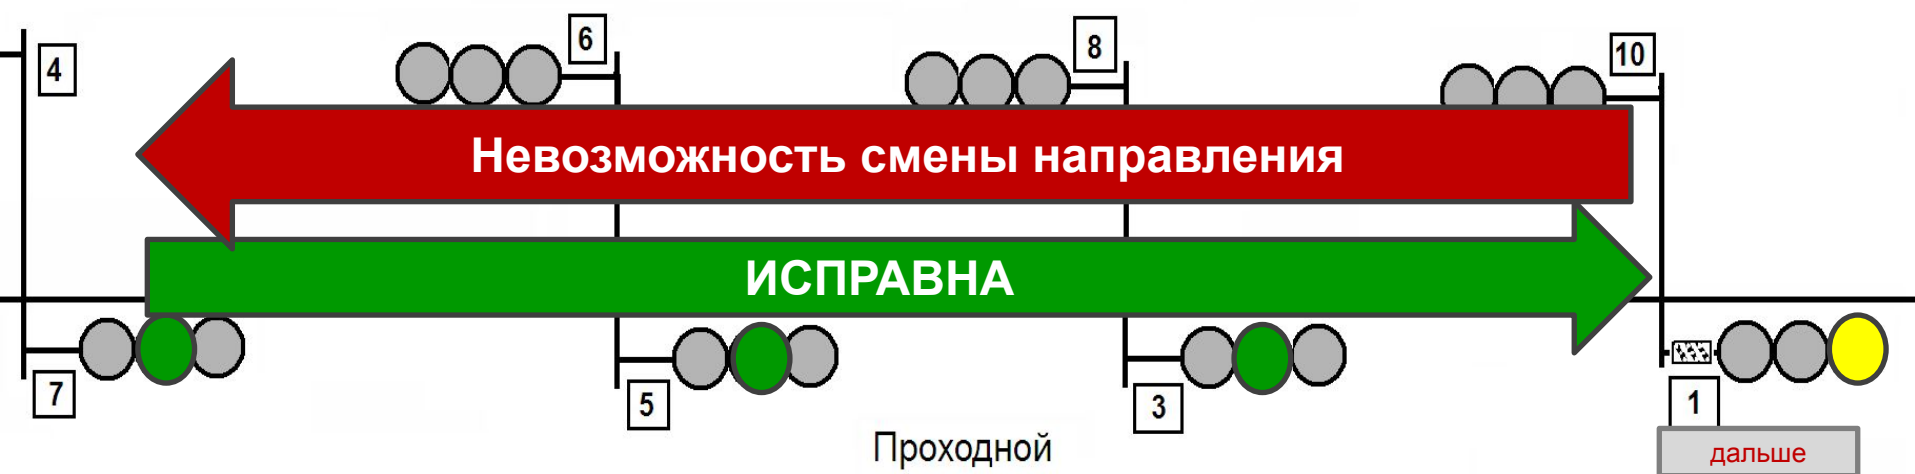 4
6
8
10
Невозможность смены направления
ИСПРАВНА
7
5
3
1
Проходной
дальше